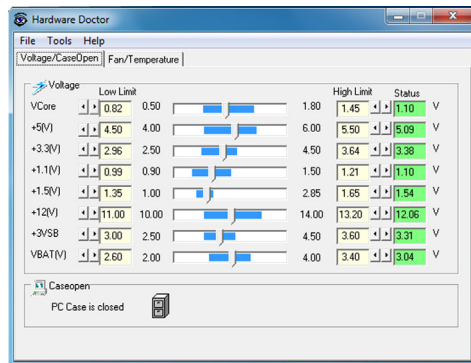 Hardware Doctor
File Tools Help
Voltage/CaseOpen Fan/Temperature
Voltage Low Limit High Limit Status
VCore 0.82 0.50 1.80 1.45 1.10 V
+5(V) 4.50 4.00 6.00 5.50 5.09 V
+3.3(V) 2.96 2.50 4.50 3.64 3.38 V
+1.1(V) 0.99 0.90 1.50 1.21 1.10 V
+1.5(V) 1.35 1.00 2.85 1.65 1.54 V
+12(V) 11.00 10.00 14.00 13.20 12.06 V
+3VSB 3.00 2.50 4.50 3.60 3.31 V
VBAT(V) 2.60 2.00 4.00 3.40 3.04 V
Caseopen
PC Case is closed